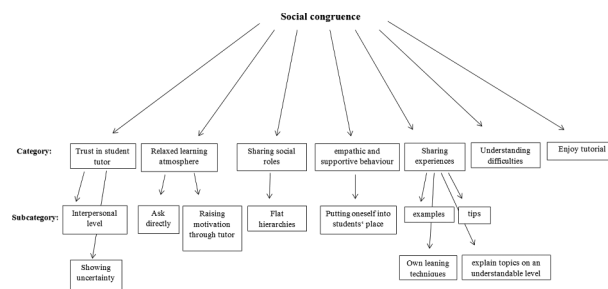 Social congruence
Category:
Trust in student
tutor
Relaxed learning
atmosphere
Sharing social
roles
empathic and
supportive behaviour
Sharing
experiences
Understanding
difficulties
Enjoy tutorial
Subcategory:
Interpersonal
level
Ask
directly
Raising
motivation
through tutor
Flat
hierarchies
Putting oneself into
students' place
examples
tips
Showing
uncertainty
Own leaning
techniques
explain topics on an
understandable level